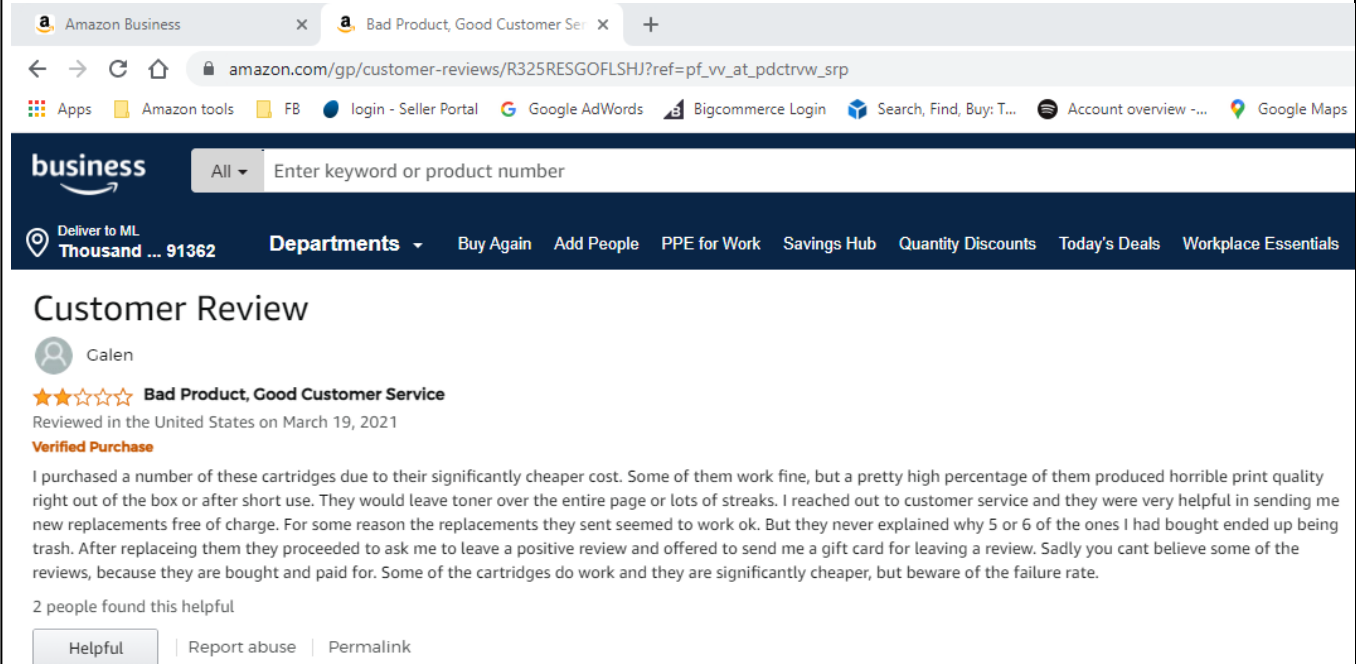 Amazon Business
Bad Product, Good Customer Ser
amazon.com/gp/customer-reviews/R325RESGOFLSHJ?ref=pf_vv_at_pdctrvw_srp
Apps Amazon tools FB login - Seller Portal Google AdWords Bigcommerce Login Search, Find, Buy: T... Account overview -... Google Maps
business All Enter keyword or product number
Deliver to ML
Thousand ... 91362 Departments Buy Again Add People PPE for Work Savings Hub Quantity Discounts Today's Deals Workplace Essentials
Customer Review
Galen
Bad Product, Good Customer Service
Reviewed in the United States on March 19, 2021
Verified Purchase
I purchased a number of these cartridges due to their significantly cheaper cost. Some of them work fine, but a pretty high percentage of them produced horrible print quality
right out of the box or after short use. They would leave toner over the entire page or lots of streaks. I reached out to customer service and they were very helpful in sending me
new replacements free of charge. For some reason the replacements they sent seemed to work ok. But they never explained why 5 or 6 of the ones I had bought ended up being
trash. After replaceing them they proceeded to ask me to leave a positive review and offered to send me a gift card for leaving a review. Sadly you cant believe some of the
reviews, because they are bought and paid for. Some of the cartridges do work and they are significantly cheaper, but beware of the failure rate.
2 people found this helpful
Helpful Report abuse Permalink